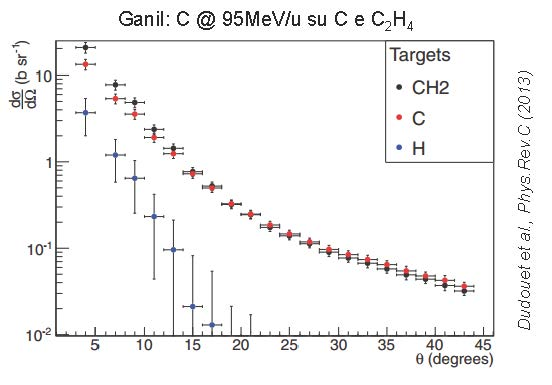 Ganil: C @ 95MeV/u su C e C₂H₄
dσ/dΩ (b sr⁻¹)
Targets
CH2
C
H
10
1
10⁻¹
10⁻²
5 10 15 20 25 30 35 40 45
θ (degrees)
Dudouet et al., Phys.Rev.C (2013)